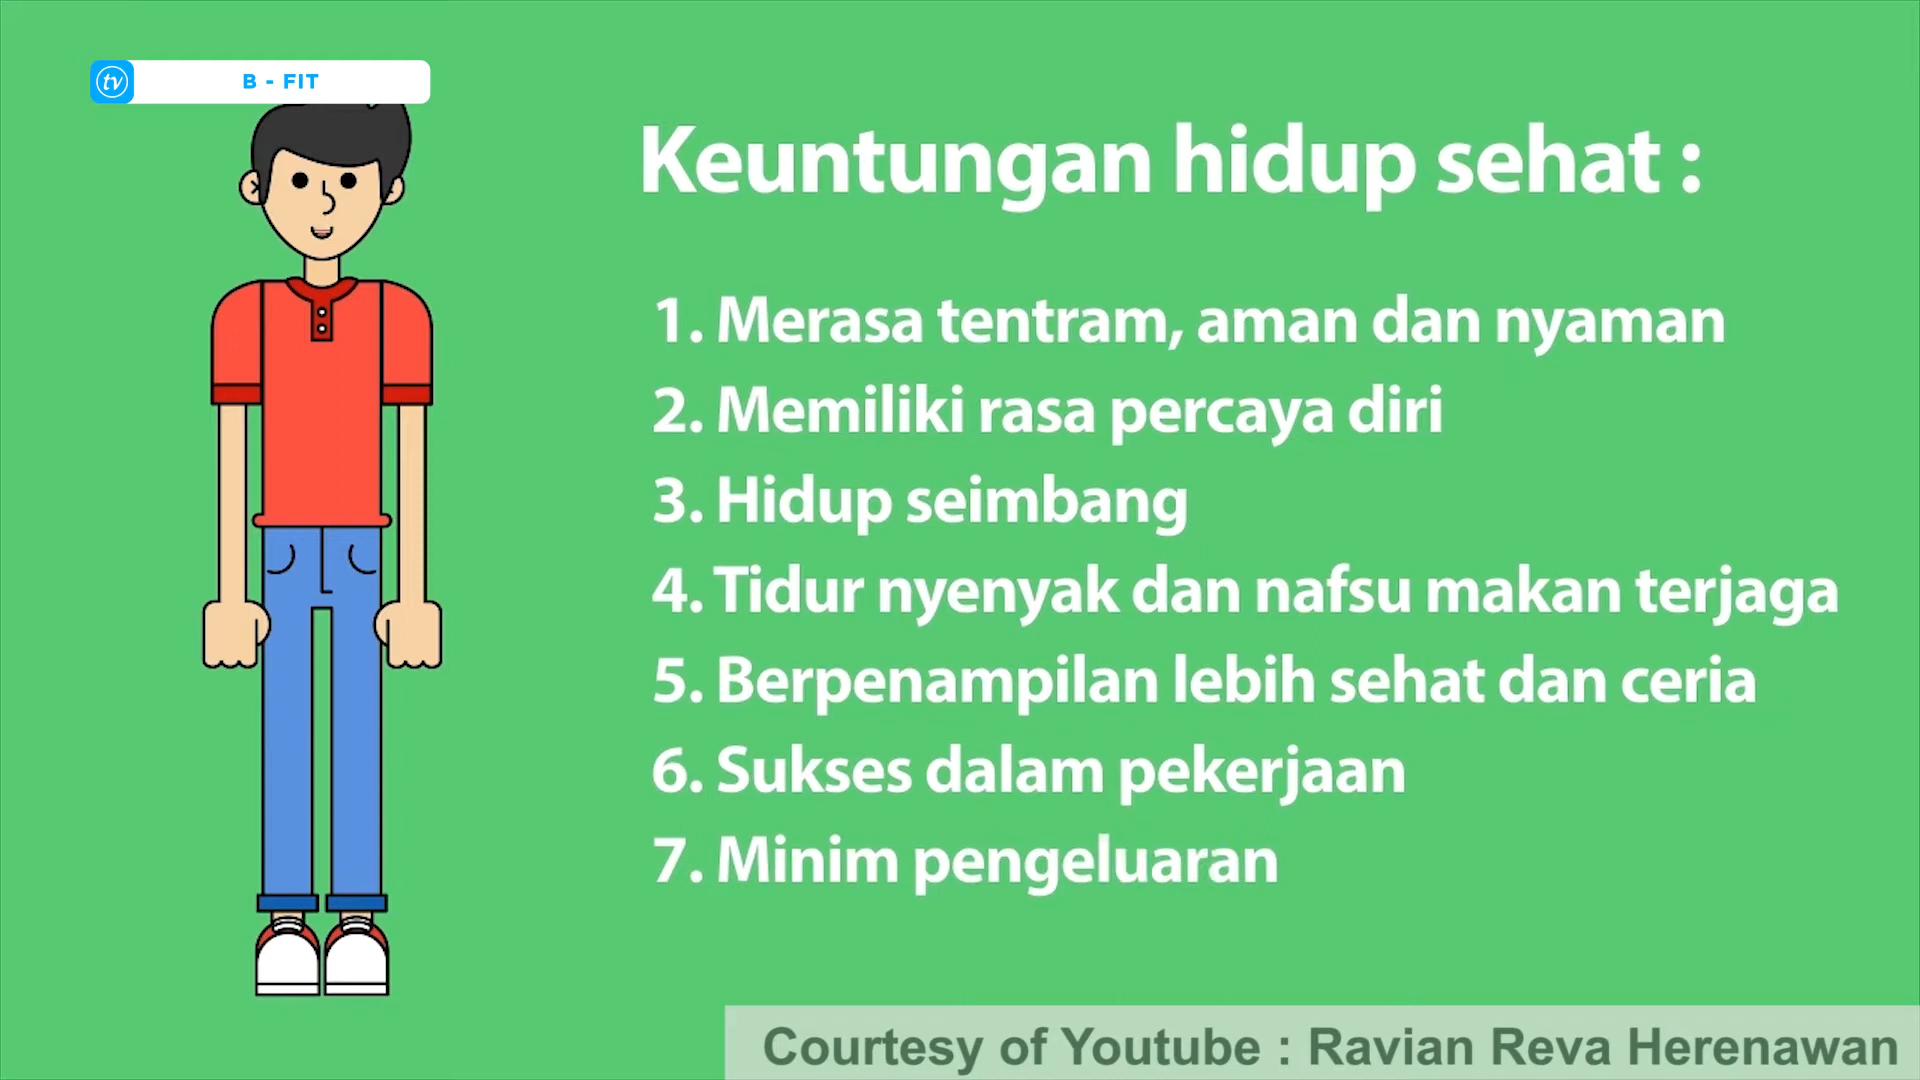 tv
B - FIT
Keuntungan hidup sehat :
1. Merasa tentram, aman dan nyaman
2. Memiliki rasa percaya diri
3. Hidup seimbang
4. Tidur nyenyak dan nafsu makan terjaga
5. Berpenampilan lebih sehat dan ceria
6. Sukses dalam pekerjaan
7. Minim pengeluaran
Courtesy of Youtube : Ravian Reva Herenawan